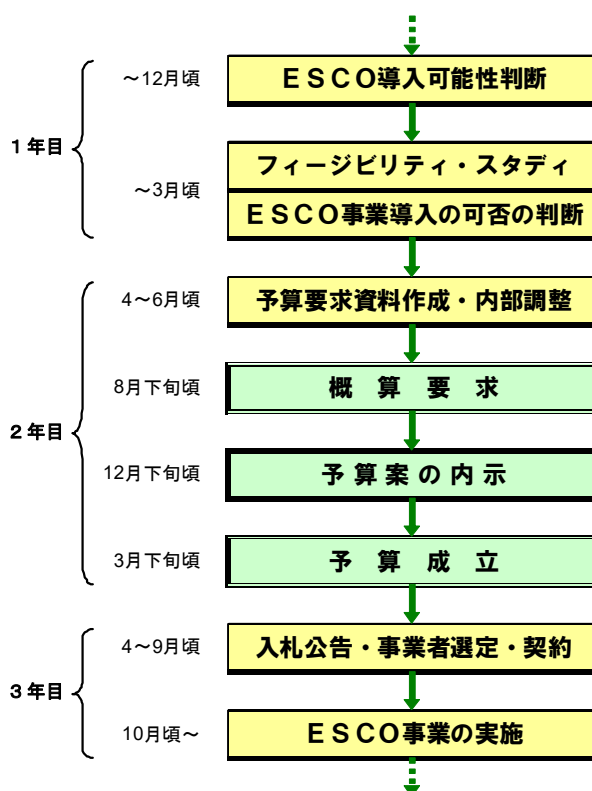 ～12月頃
ＥＳＣＯ導入可能性判断
1年目
フィージビリティ・スタディ
～3月頃
ＥＳＣＯ事業導入の可否の判断
4～6月頃
予算要求資料作成・内部調整
8月下旬頃
概　算　要　求
2年目
12月下旬頃
予 算 案 の 内 示
3月下旬頃
予　算　成　立
4～9月頃
入札公告・事業者選定・契約
3年目
10月頃～
ＥＳＣＯ事業の実施